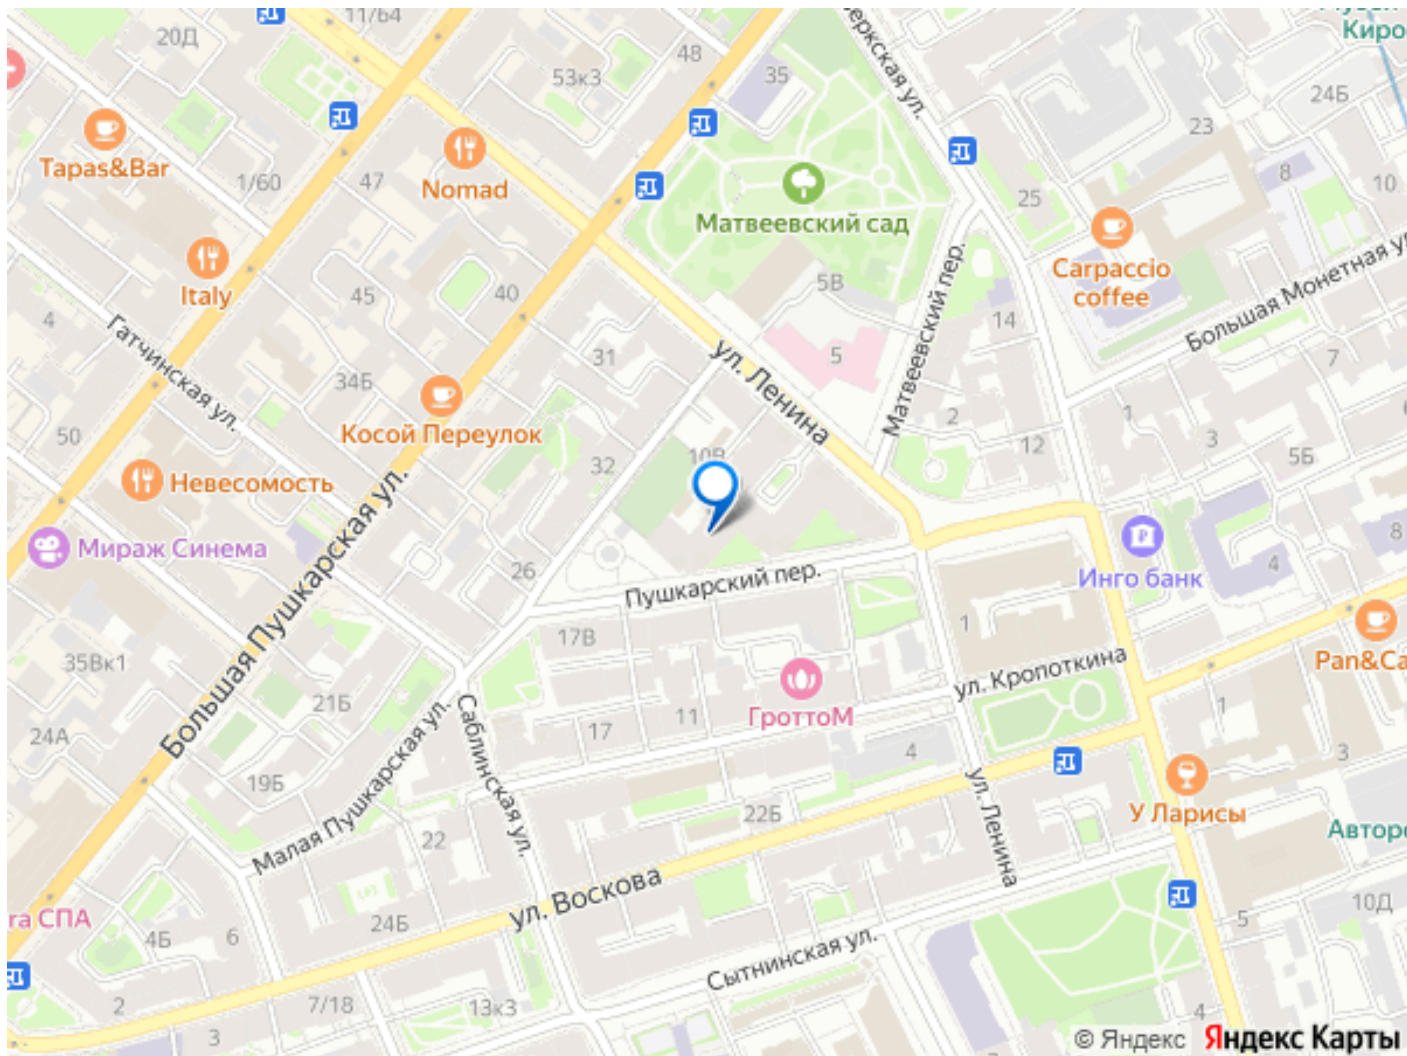 11/64
20Д
48
53к3
35
Киро
24Б
23
Tapas&Bar
1/60
47
Nomad
8
10
25
Матвеевский сад
Carpaccio
coffee
Italy
45
40
5В
14
Большая Монетная ул
4
Гатчинская ул.
31
ул. Ленина
5
Матвеевский пер.
7
34Б
Косой Переулок
2
1
3
12
5Б
50
Невесомость
32
10В
Большая Пушкарская ул.
Мираж Синема
26
Пушкарский пер.
Инго банк
4
8
17В
1
35Вк1
ул. Кропоткина
Pan&Ca
21Б
Саблинская ул.
ГроттоМ
11
17
1
24А
4
3
19Б
Малая Пушкарская ул.
22
22Б
ул. Ленина
У Ларисы
Авторс
ул. Воскова
га СПА
4Б
6
24Б
Сытнинская ул.
5
10Д
2
7/18
13к3
3
4
© Яндекс Яндекс Карты